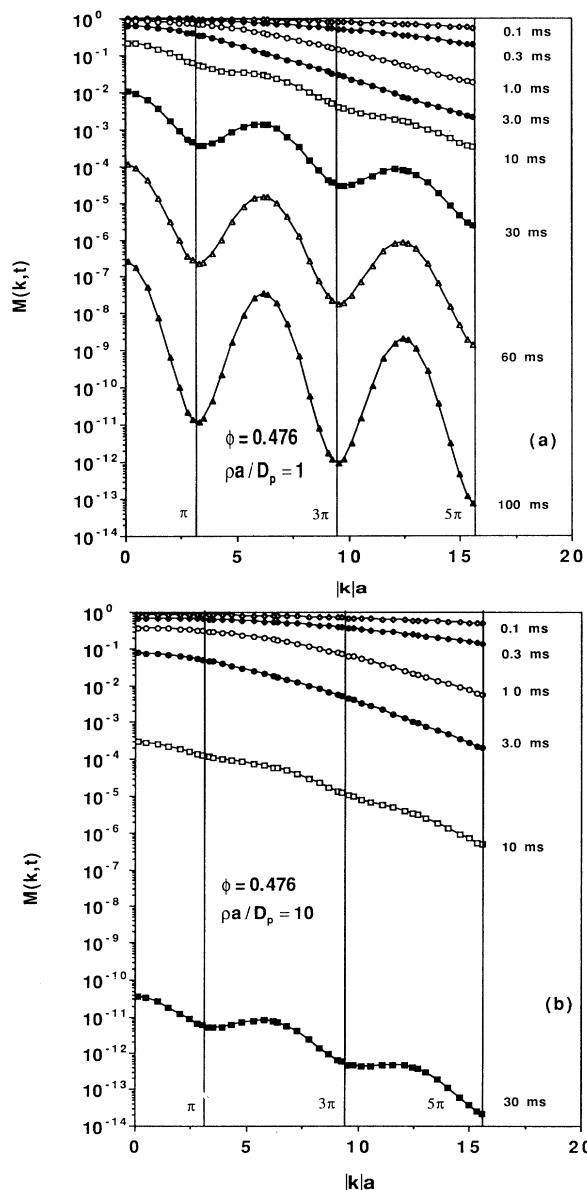 10^0
10^-1
10^-2
10^-3
10^-4
10^-5
10^-6
10^-7
10^-8
10^-9
10^-10
10^-11
10^-12
10^-13
10^-14
M(k,t)
0.1 ms
0.3 ms
1.0 ms
3.0 ms
10 ms
30 ms
60 ms
100 ms
ϕ = 0.476
ρa / D_p = 1
(a)
π
3π
5π
0
5
10
15
20
|k|a
10^0
10^-1
10^-2
10^-3
10^-4
10^-5
10^-6
10^-7
10^-8
10^-9
10^-10
10^-11
10^-12
10^-13
10^-14
M(k,t)
0.1 ms
0.3 ms
1 0 ms
3.0 ms
10 ms
30 ms
ϕ = 0.476
ρa / D_p = 10
(b)
π
3π
5π
0
5
10
15
20
|k|a